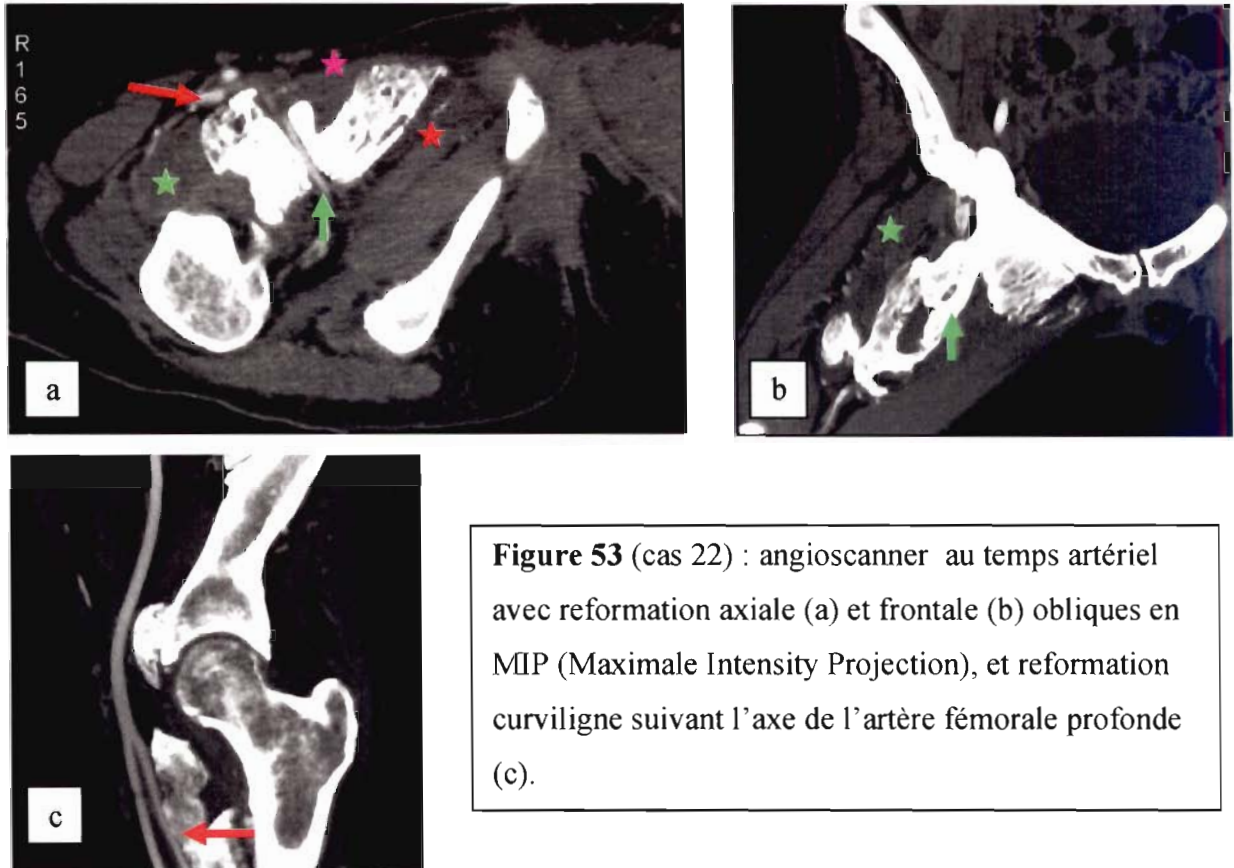 R
1
6
5
a
b
c
Figure 53 (cas 22) : angioscanner au temps artériel
avec reformation axiale (a) et frontale (b) obliques en
MIP (Maximale Intensity Projection), et reformation
curviligne suivant l’axe de l’artère fémorale profonde
(c).